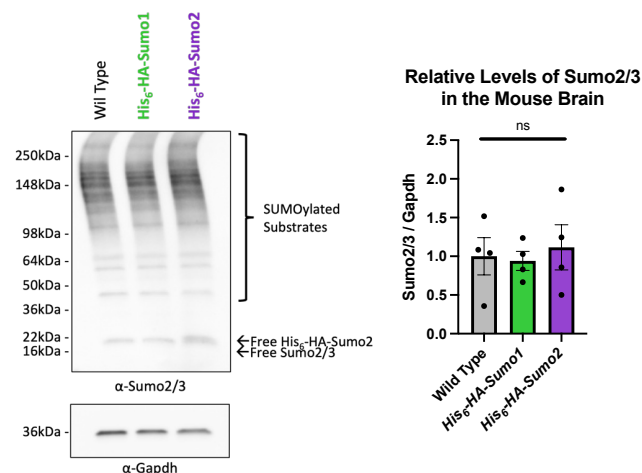 Wil Type
His₆-HA-Sumo1
His₆-HA-Sumo2
250kDa -
148kDa -
98kDa -
64kDa -
50kDa -
36kDa -
22kDa -
16kDa -
SUMOylated
Substrates
←Free His₆-HA-Sumo2
←Free Sumo2/3
α-Sumo2/3
36kDa -
α-Gapdh
Relative Levels of Sumo2/3
in the Mouse Brain
ns
Sumo2/3 / Gapdh
2.5
2.0
1.5
1.0
0.5
0.0
Wild Type
His₆-HA-Sumo1
His₆-HA-Sumo2